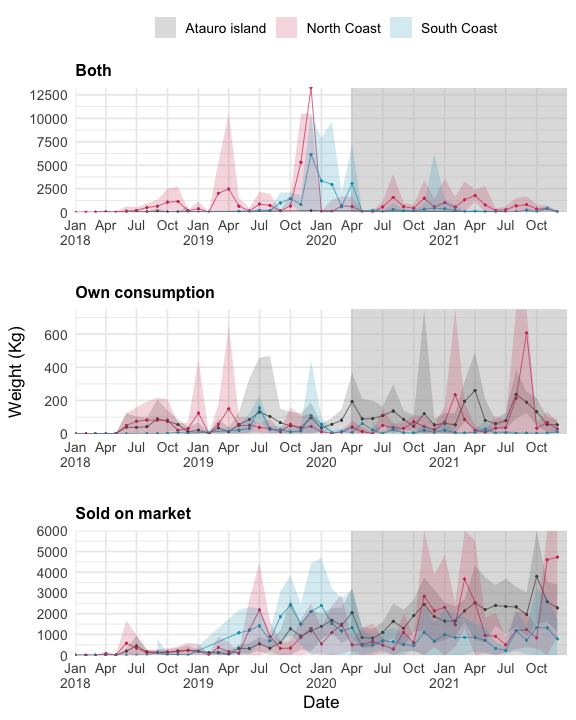 Atauro island North Coast South Coast
Both
12500
10000
7500
5000
2500
0
Jan Apr Jul Oct Jan Apr Jul Oct Jan Apr Jul Oct Jan Apr Jul Oct
2018 2019 2020 2021
Own consumption
600
400
200
0
Jan Apr Jul Oct Jan Apr Jul Oct Jan Apr Jul Oct Jan Apr Jul Oct
2018 2019 2020 2021
Weight (Kg)
Sold on market
6000
5000
4000
3000
2000
1000
0
Jan Apr Jul Oct Jan Apr Jul Oct Jan Apr Jul Oct Jan Apr Jul Oct
2018 2019 2020 2021
Date